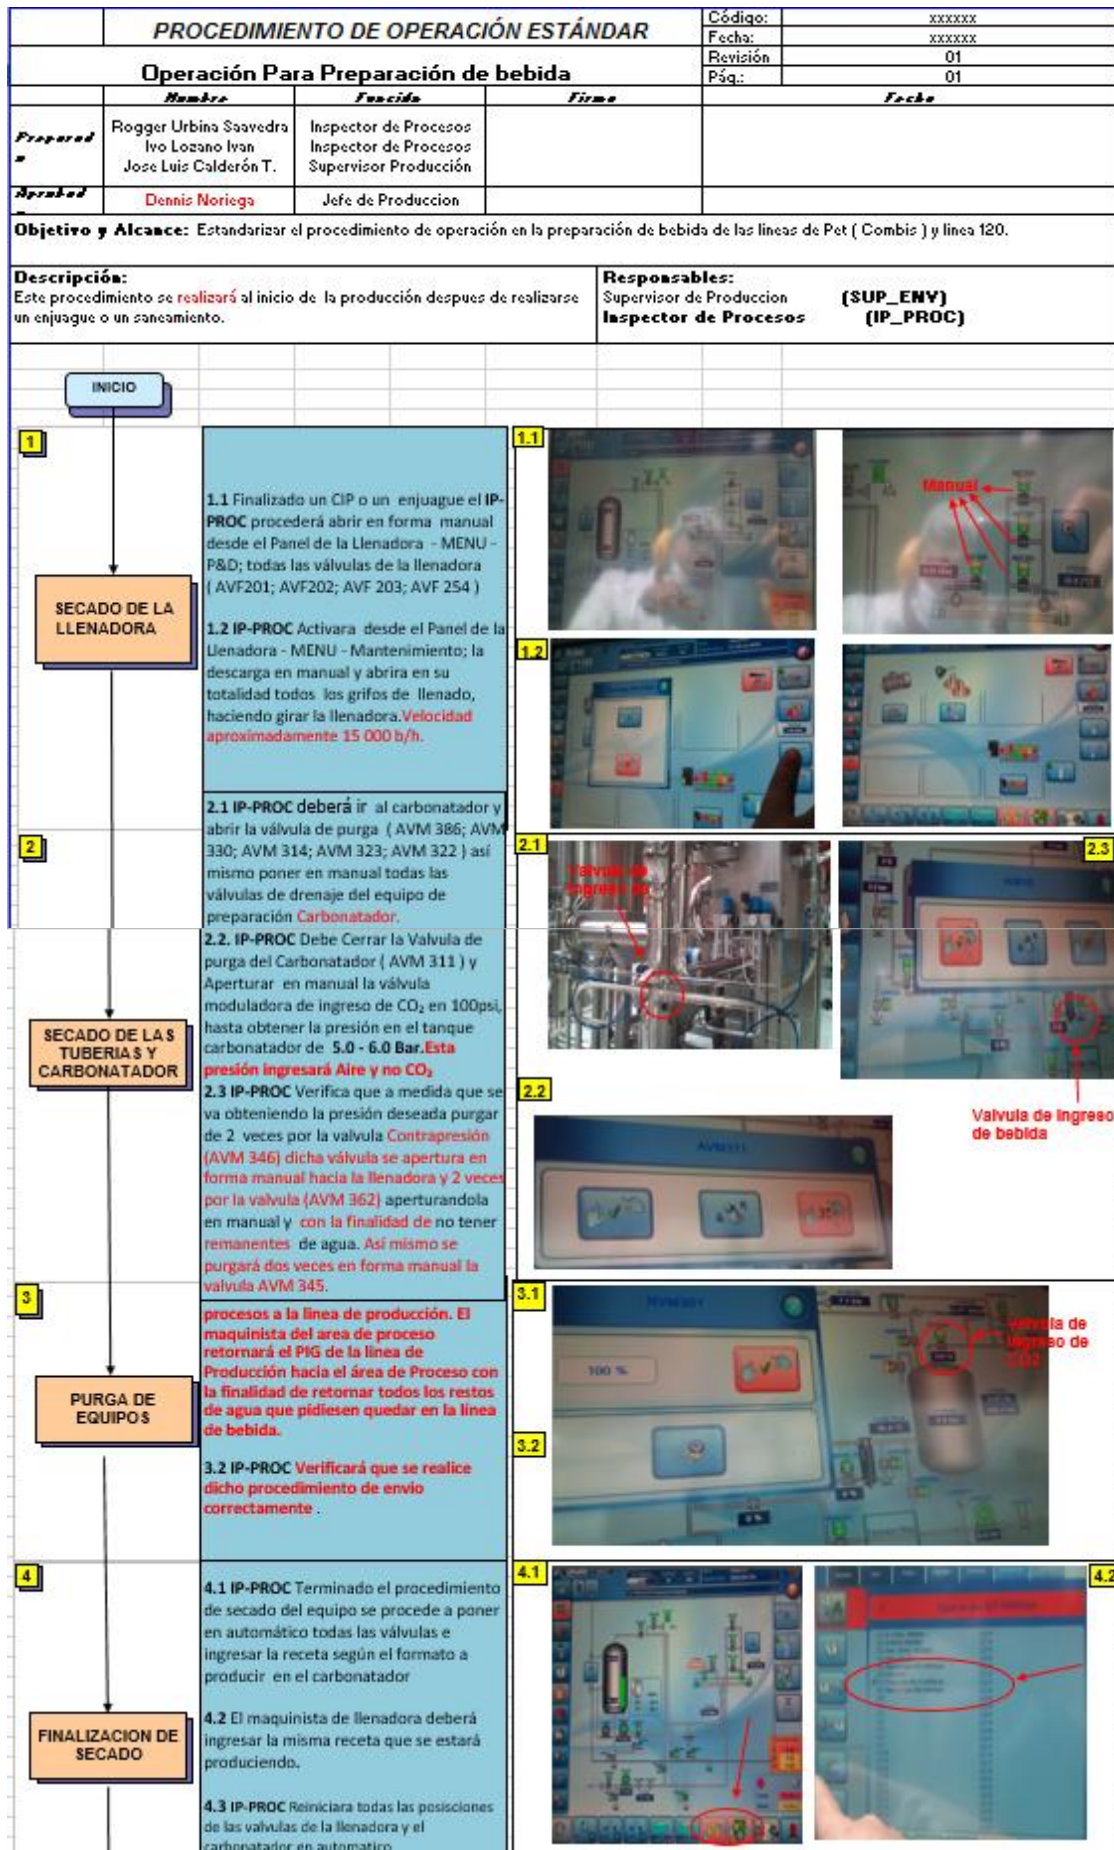 PROCEDIMIENTO DE OPERACIÓN ESTÁNDAR
Código: xxxxxx
Fecha: xxxxxx
Operación Para Preparación de bebida
Revisión 01
Pág.: 01
Nombre Función Firma Fecha
Rogger Urbina Saavedra Inspector de Procesos
Ivo Lozano Ivan Inspector de Procesos
Jose Luis Calderón T. Supervisor Producción
Dennis Noriega Jefe de Produccion
Objetivo y Alcance: Estandarizar el procedimiento de operación en la preparación de bebida de las lineas de Pet ( Combis ) y linea 120.
Descripción:
Este procedimiento se realizará al inicio de la producción despues de realizarse
un enjuague o un saneamiento.
Responsables:
Supervisor de Produccion (SUP_ENV)
Inspector de Procesos (IP_PROC)
INICIO
1
SECADO DE LA
LLENADORA
1.1 Finalizado un CIP o un enjuague el IP-
PROC procederá abrir en forma manual
desde el Panel de la Llenadora - MENU -
P&D; todas las válvulas de la llenadora
( AVF201; AVF202; AVF 203; AVF 254 )
1.2 IP-PROC Activara desde el Panel de la
Llenadora - MENU - Mantenimiento; la
descarga en manual y abrira en su
totalidad todos los grifos de llenado,
haciendo girar la llenadora.Velocidad
aproximadamente 15 000 b/h.
1.1
Manual
1.2
2
SECADO DE LAS
TUBERIAS Y
CARBONATADOR
2.1 IP-PROC deberá ir al carbonatador y
abrir la válvula de purga ( AVM 386; AVM
330; AVM 314; AVM 323; AVM 322 ) así
mismo poner en manual todas las
válvulas de drenaje del equipo de
preparación Carbonatador.
2.2. IP-PROC Debe Cerrar la Valvula de
purga del Carbonatador ( AVM 311 ) y
Aperturar en manual la válvula
moduladora de ingreso de CO₂ en 100psi,
hasta obtener la presión en el tanque
carbonatador de 5.0 - 6.0 Bar.Esta
presión ingresará Aire y no CO₂
2.3 IP-PROC Verifica que a medida que se
va obteniendo la presión deseada purgar
de 2 veces por la valvula Contrapresión
(AVM 346) dicha válvula se apertura en
forma manual hacia la llenadora y 2 veces
por la valvula (AVM 362) aperturandola
en manual y con la finalidad de no tener
remanentes de agua. Así mismo se
purgará dos veces en forma manual la
valvula AVM 345.
2.1
Valvula de
Ingreso de
2.3
Valvula de Ingreso
de bebida
2.2
AVM311
3
PURGA DE
EQUIPOS
procesos a la linea de producción. El
maquinista del area de proceso
retornará el PIG de la linea de
Producción hacia el área de Proceso con
la finalidad de retornar todos los restos
de agua que pidiesen quedar en la línea
de bebida.
3.2 IP-PROC Verificará que se realice
dicho procedimiento de envio
correctamente .
3.1
100 %
Valvula de
Ingreso de
CO2
3.2
4
FINALIZACION DE
SECADO
4.1 IP-PROC Terminado el procedimiento
de secado del equipo se procede a poner
en automático todas las válvulas e
ingresar la receta según el formato a
producir en el carbonatador
4.2 El maquinista de llenadora deberá
ingresar la misma receta que se estará
produciendo.
4.3 IP-PROC Reiniciara todas las posisciones
de las valvulas de la llenadora y el
carbonatador en automatico
4.1
4.2